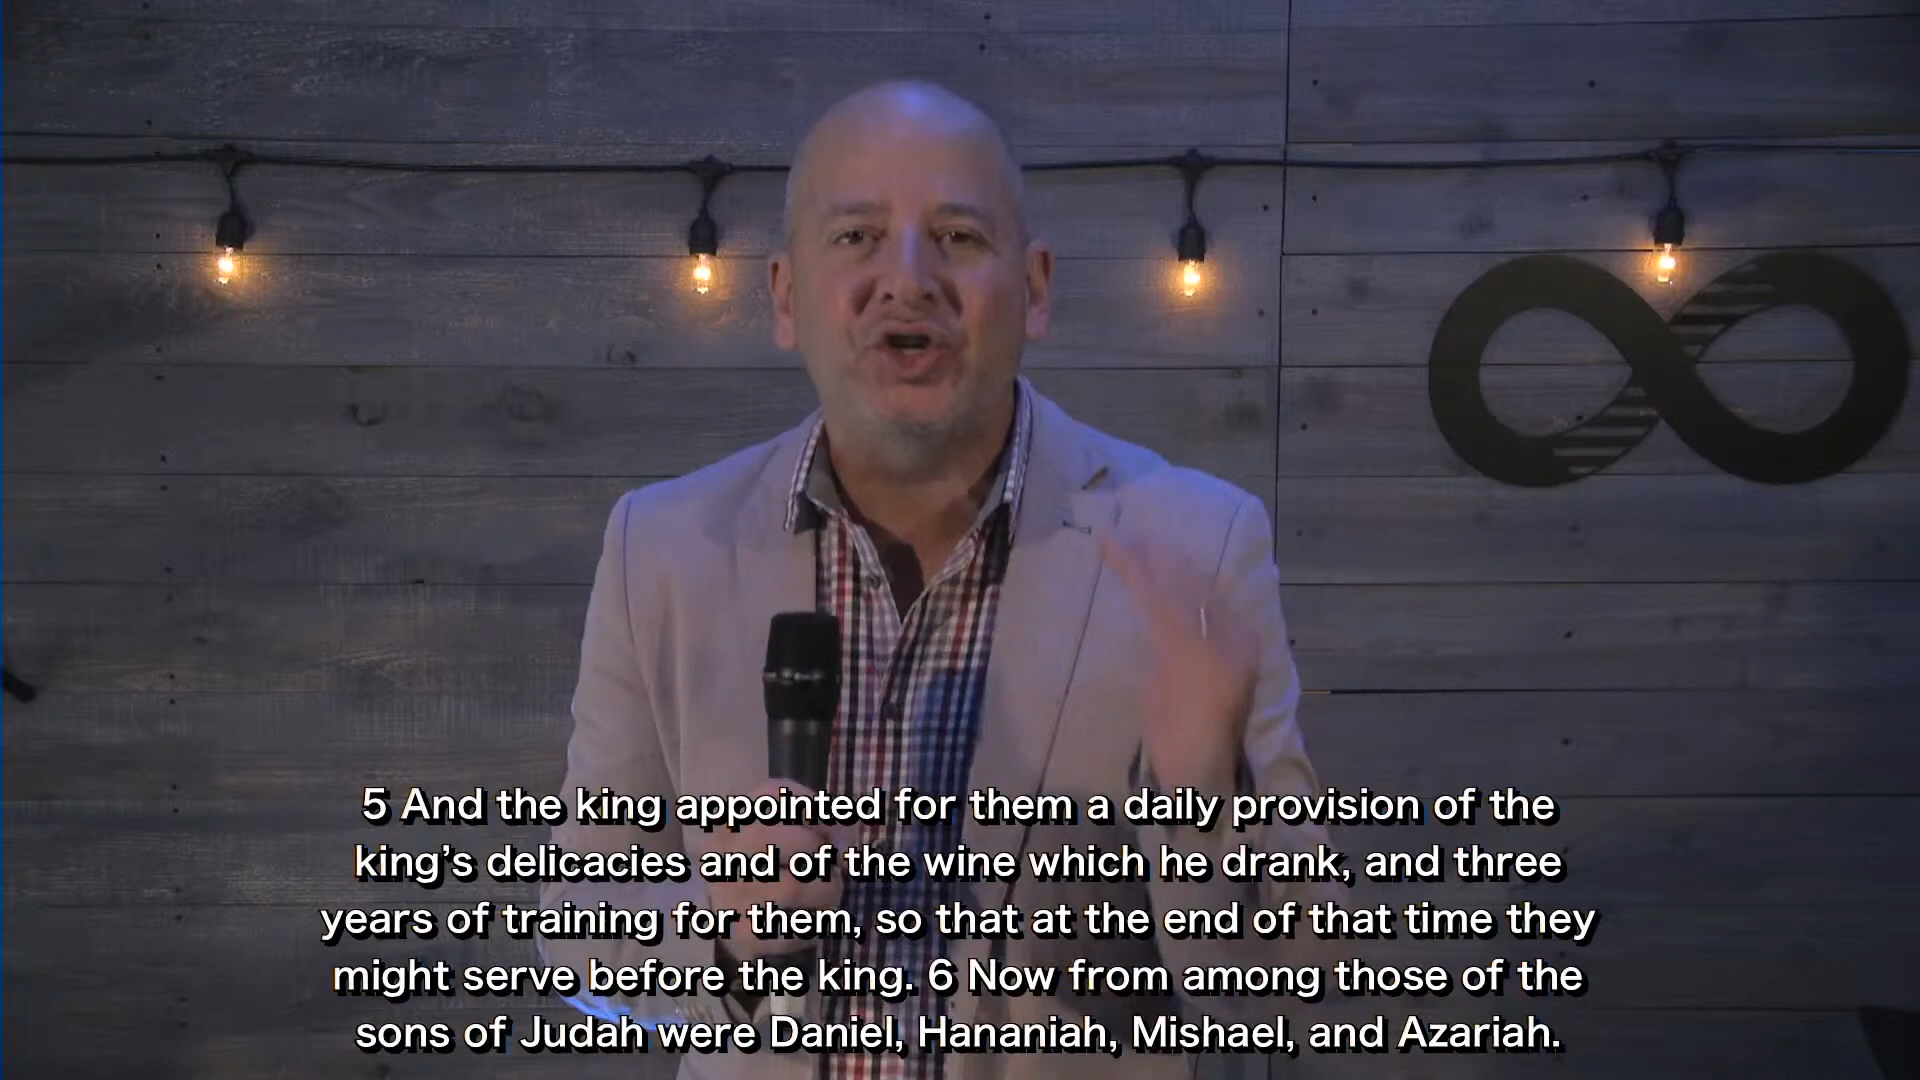 5 And the king appointed for them a daily provision of the
king’s delicacies and of the wine which he drank, and three
years of training for them, so that at the end of that time they
might serve before the king. 6 Now from among those of the
sons of Judah were Daniel, Hananiah, Mishael, and Azariah.